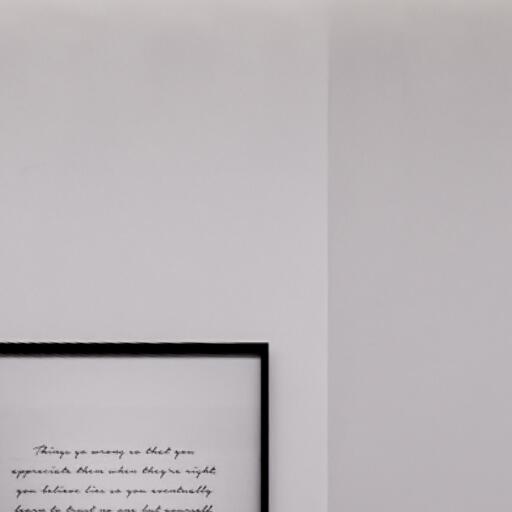 Things go wrong so that you
appreciate them when they're right,
you believe lies so you eventually
learn to trust no one but yourself